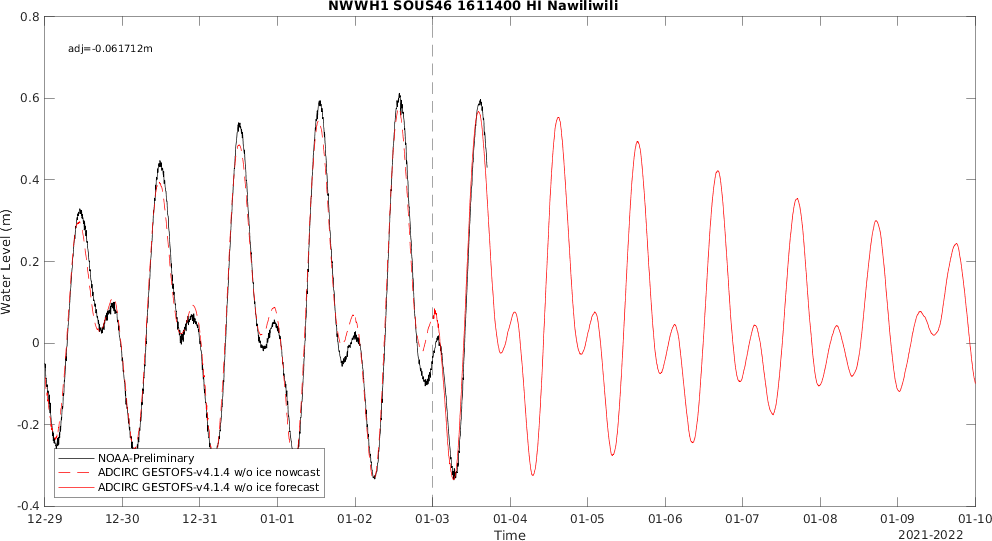 NWWH1 SOUS46 1611400 HI Nawiliwili
0.8
adj=-0.061712m
0.6
0.4
0.2
0
-0.2
-0.4
Water Level (m)
NOAA-Preliminary
ADCIRC GESTOFS-v4.1.4 w/o ice nowcast
ADCIRC GESTOFS-v4.1.4 w/o ice forecast
12-29 12-30 12-31 01-01 01-02 01-03 01-04 01-05 01-06 01-07 01-08 01-09 01-10
Time
2021-2022